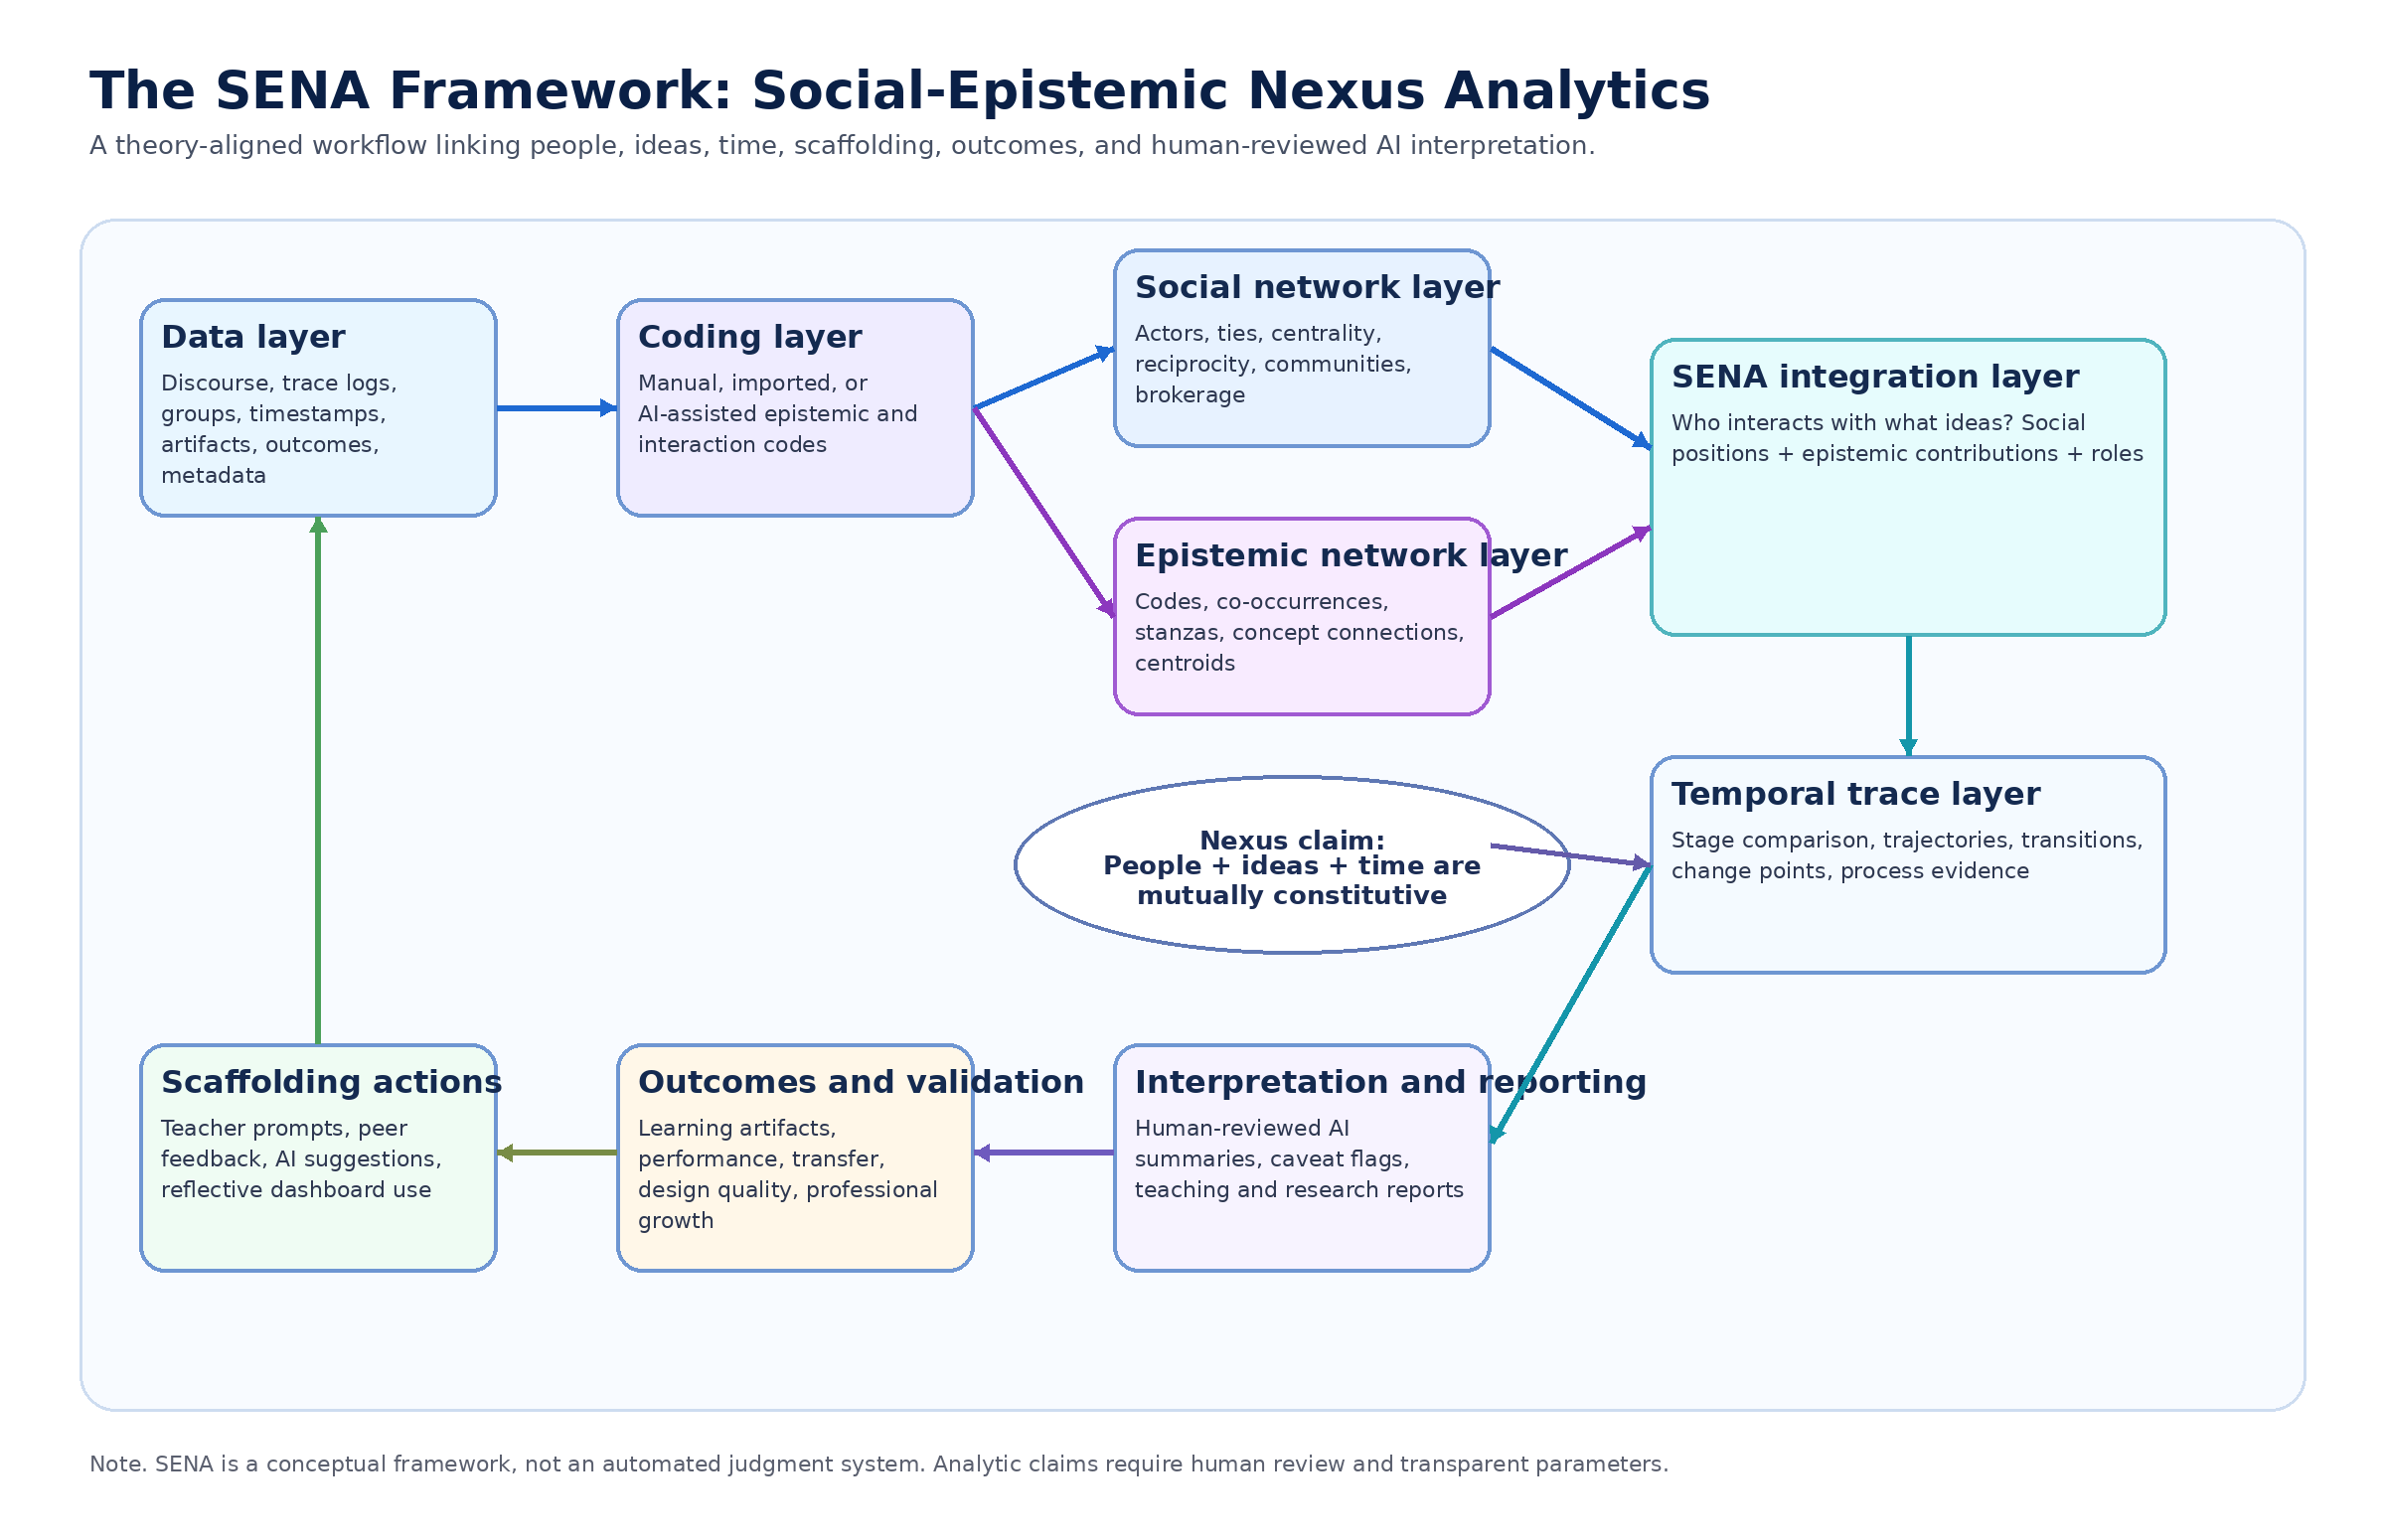 The SENA Framework: Social-Epistemic Nexus Analytics
A theory-aligned workflow linking people, ideas, time, scaffolding, outcomes, and human-reviewed AI interpretation.
Data layer
Discourse, trace logs,
groups, timestamps,
artifacts, outcomes,
metadata
Coding layer
Manual, imported, or
AI-assisted epistemic and
interaction codes
Social network layer
Actors, ties, centrality,
reciprocity, communities,
brokerage
Epistemic network layer
Codes, co-occurrences,
stanzas, concept connections,
centroids
SENA integration layer
Who interacts with what ideas? Social
positions + epistemic contributions + roles
Nexus claim:
People + ideas + time are
mutually constitutive
Temporal trace layer
Stage comparison, trajectories, transitions,
change points, process evidence
Scaffolding actions
Teacher prompts, peer
feedback, AI suggestions,
reflective dashboard use
Outcomes and validation
Learning artifacts,
performance, transfer,
design quality, professional
growth
Interpretation and reporting
Human-reviewed AI
summaries, caveat flags,
teaching and research reports
Note. SENA is a conceptual framework, not an automated judgment system. Analytic claims require human review and transparent parameters.